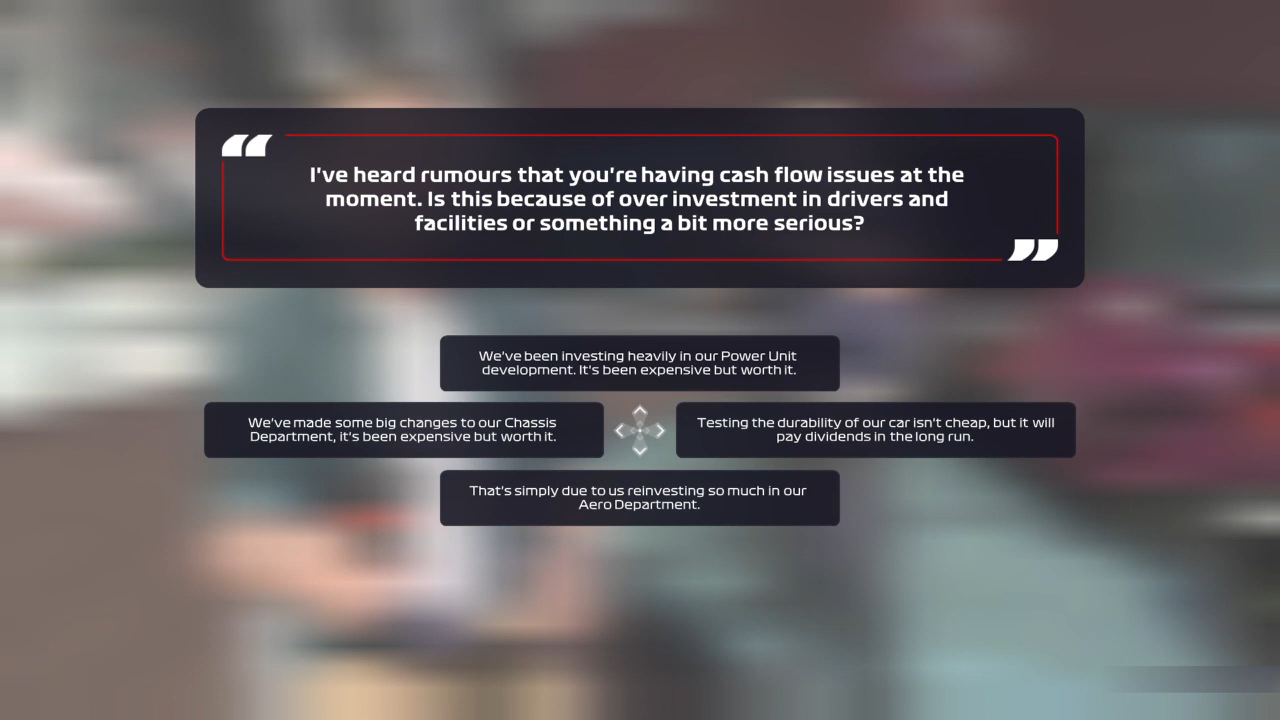 I've heard rumours that you're having cash flow issues at the
moment. Is this because of over investment in drivers and
facilities or something a bit more serious?
We've been investing heavily in our Power Unit
development. It's been expensive but worth it.
We've made some big changes to our Chassis
Department, it's been expensive but worth it.
Testing the durability of our car isn't cheap, but it will
pay dividends in the long run.
That's simply due to us reinvesting so much in our
Aero Department.